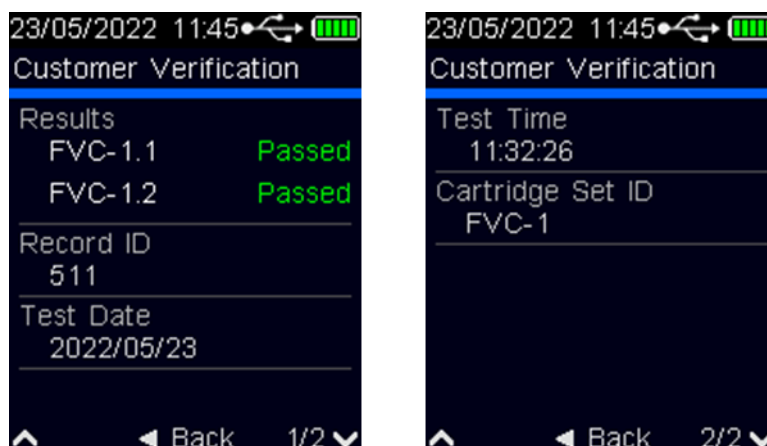 23/05/2022 11:45
Customer Verification
Results
FVC-1.1 Passed
FVC-1.2 Passed
Record ID
511
Test Date
2022/05/23
Back 1/2
23/05/2022 11:45
Customer Verification
Test Time
11:32:26
Cartridge Set ID
FVC-1
Back 2/2